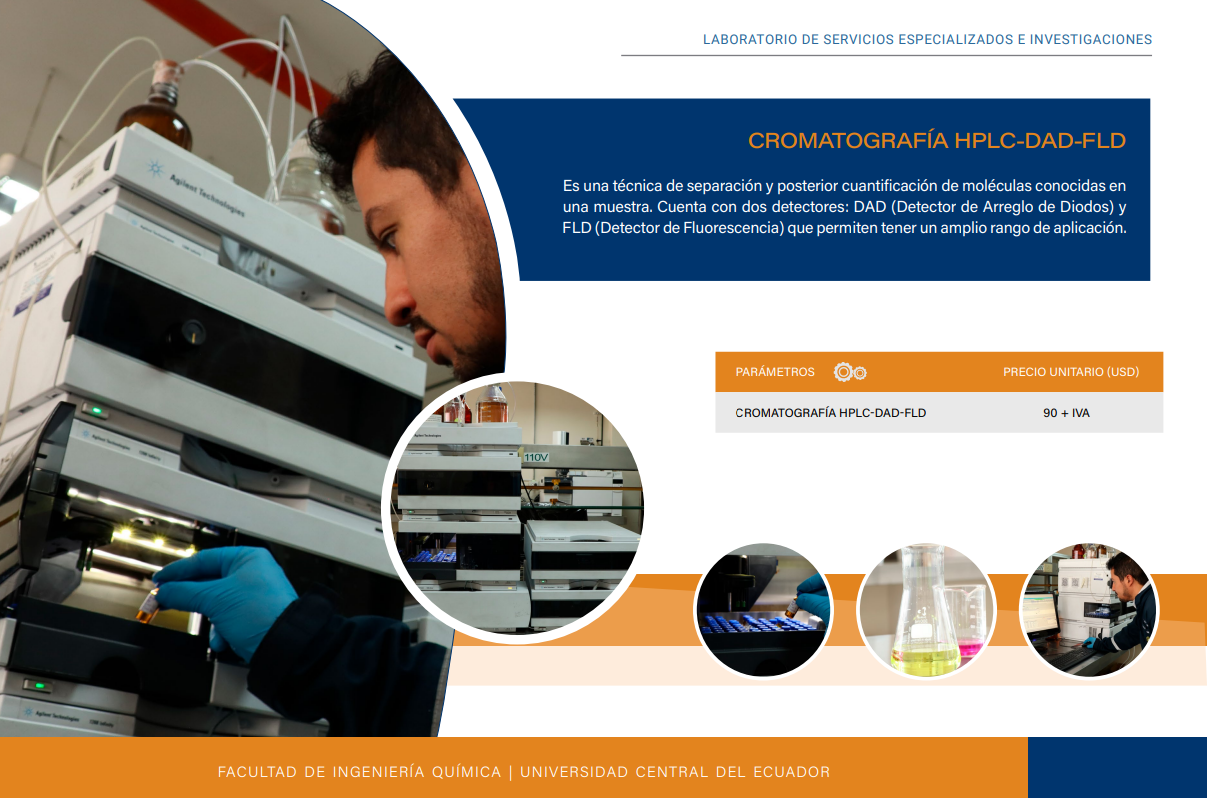 LABORATORIO DE SERVICIOS ESPECIALIZADOS E INVESTIGACIONES
CROMATOGRAFÍA HPLC-DAD-FLD
Es una técnica de separación y posterior cuantificación de moléculas conocidas en
una muestra. Cuenta con dos detectores: DAD (Detector de Arreglo de Diodos) y
FLD (Detector de Fluorescencia) que permiten tener un amplio rango de aplicación.
Agilent Technologies
PARÁMETROS PRECIO UNITARIO (USD)
CROMATOGRAFÍA HPLC-DAD-FLD 90 + IVA
110V
Agilent Technologies
FACULTAD DE INGENIERÍA QUÍMICA | UNIVERSIDAD CENTRAL DEL ECUADOR